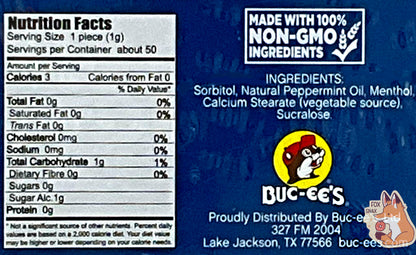 Nutrition Facts
Serving Size 1 piece (1g)
Servings per Container about 50
Amount per Serving
Calories 3 Calories from Fat 0
% Daily Value*
Total Fat 0g 0%
Saturated Fat 0g 0%
Trans Fat 0g
Cholesterol 0mg 0%
Sodium 0mg 0%
Total Carbohydrate 1g 1%
Dietary Fibre 0g 0%
Sugars 0g
Sugar Alc.1g
Protein 0g
* Not a significant source of other nutrients. Percent daily
values are based on a 2,000 calorie diet. Your diet value
may be higher or lower depending on your calorie needs.
MADE WITH 100%
NON-GMO
INGREDIENTS
INGREDIENTS:
Sorbitol, Natural Peppermint Oil, Menthol,
Calcium Stearate (vegetable source),
Sucralose.
BUC-EE'S
Proudly Distributed By Buc-ee's, Ltd
327 FM 2004
Lake Jackson, TX 77566 buc-ees.com
FOX
SNAX